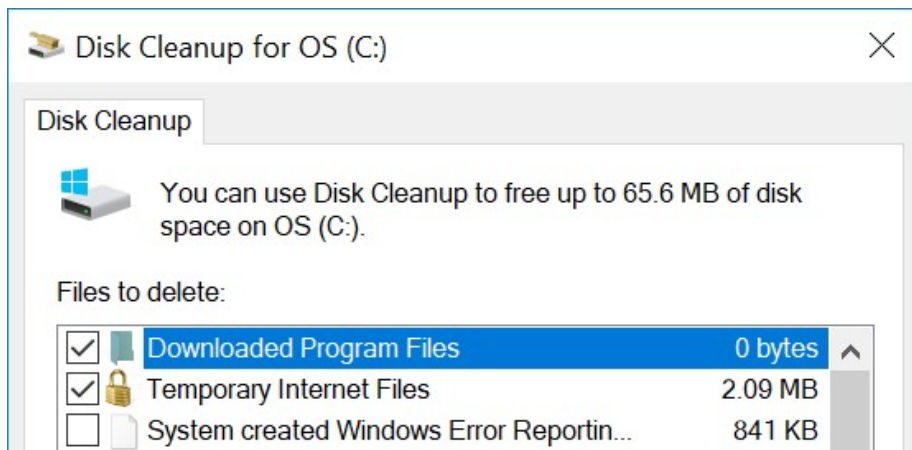 Disk Cleanup for OS (C:)
Disk Cleanup
You can use Disk Cleanup to free up to 65.6 MB of disk
space on OS (C:).
Files to delete:
Downloaded Program Files 0 bytes
Temporary Internet Files 2.09 MB
System created Windows Error Reportin... 841 KB